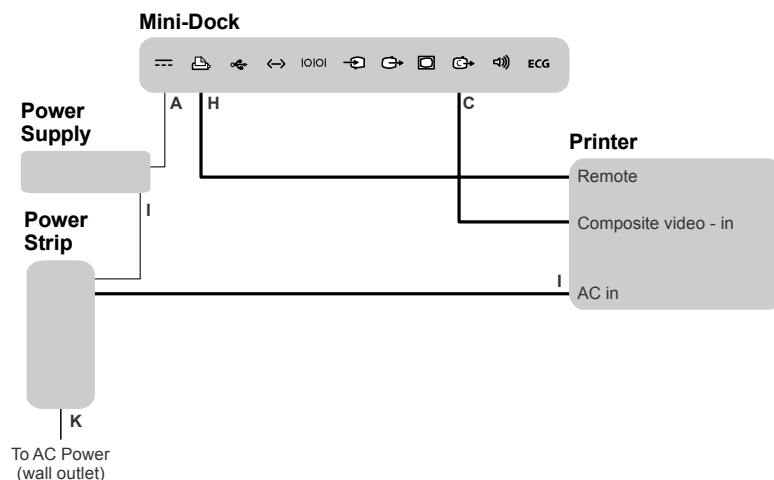 Mini-Dock
IOIOI
C
ECG
A
H
C
Power
Supply
Printer
Remote
I
Power
Strip
Composite video - in
I
AC in
K
To AC Power
(wall outlet)